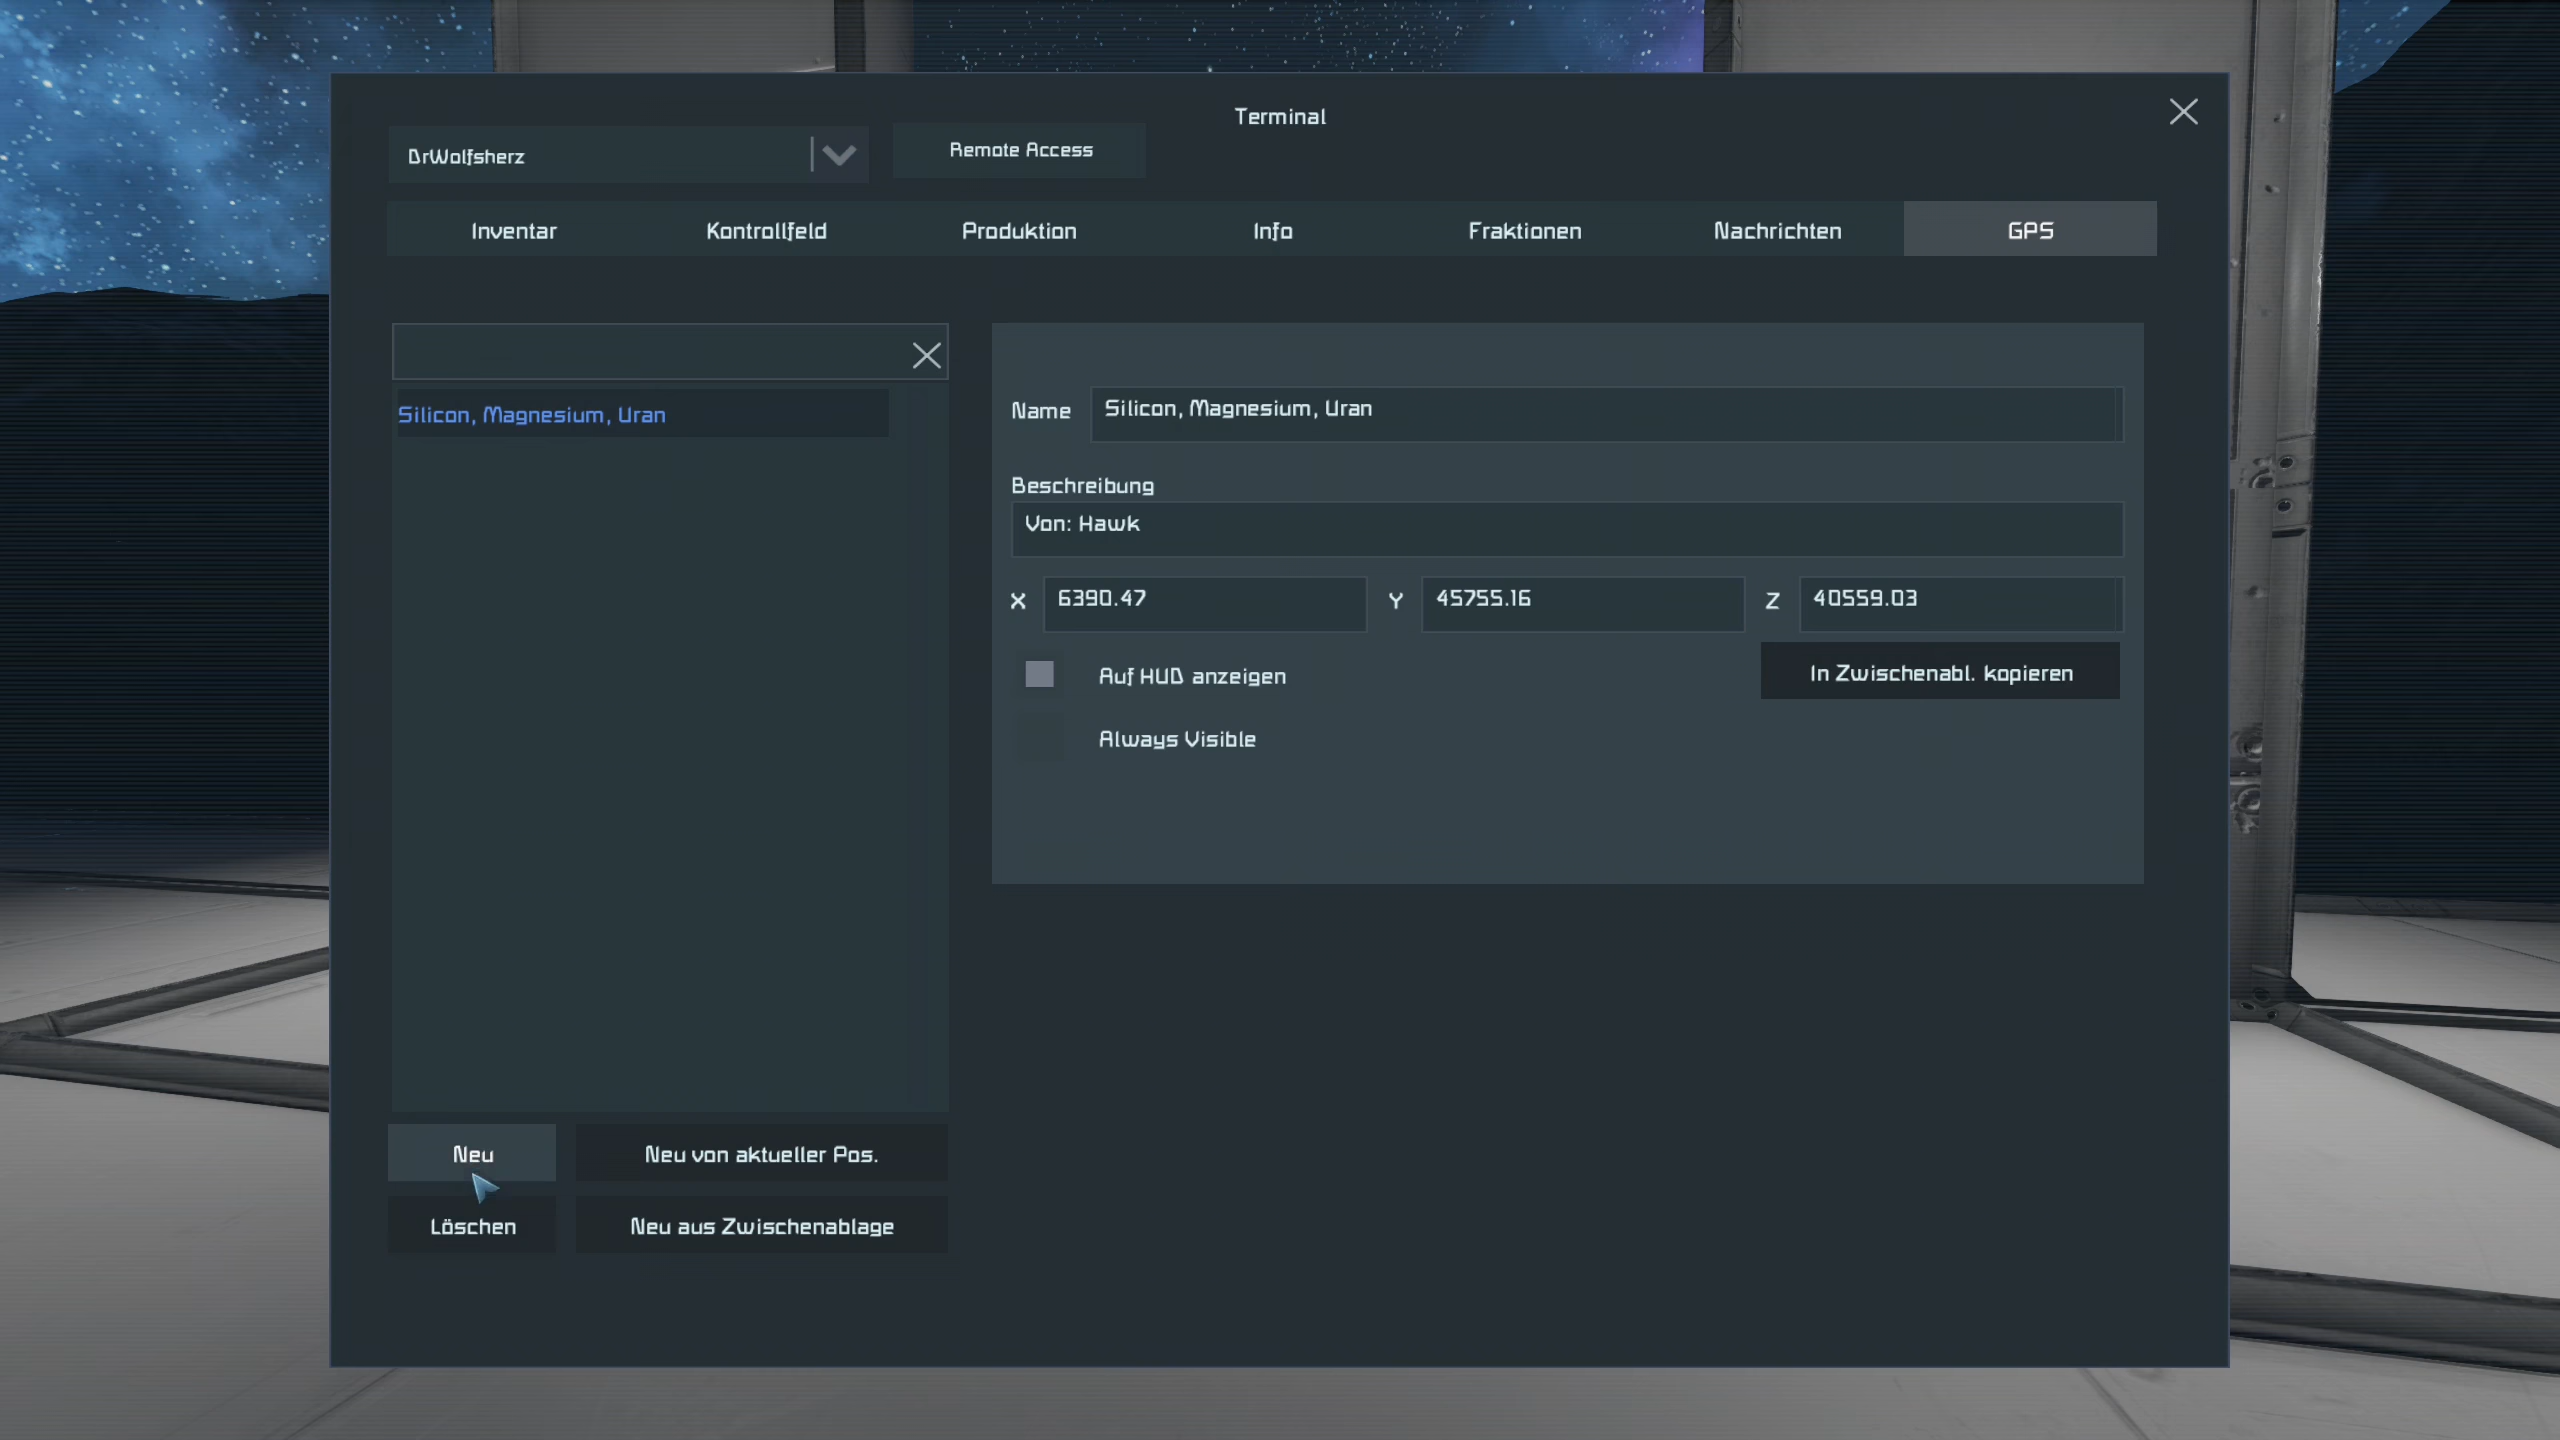 Terminal
DrWolfsherz
Remote Access
Inventar Kontrollfeld Produktion Info Fraktionen Nachrichten GPS
Silicon, Magnesium, Uran
Name Silicon, Magnesium, Uran
Beschreibung
Von: Hawk
X 6390.47 Y 45755.16 Z 40559.03
Auf HUD anzeigen
In Zwischenabl. kopieren
Always Visible
Neu
Neu von aktueller Pos.
Löschen
Neu aus Zwischenablage